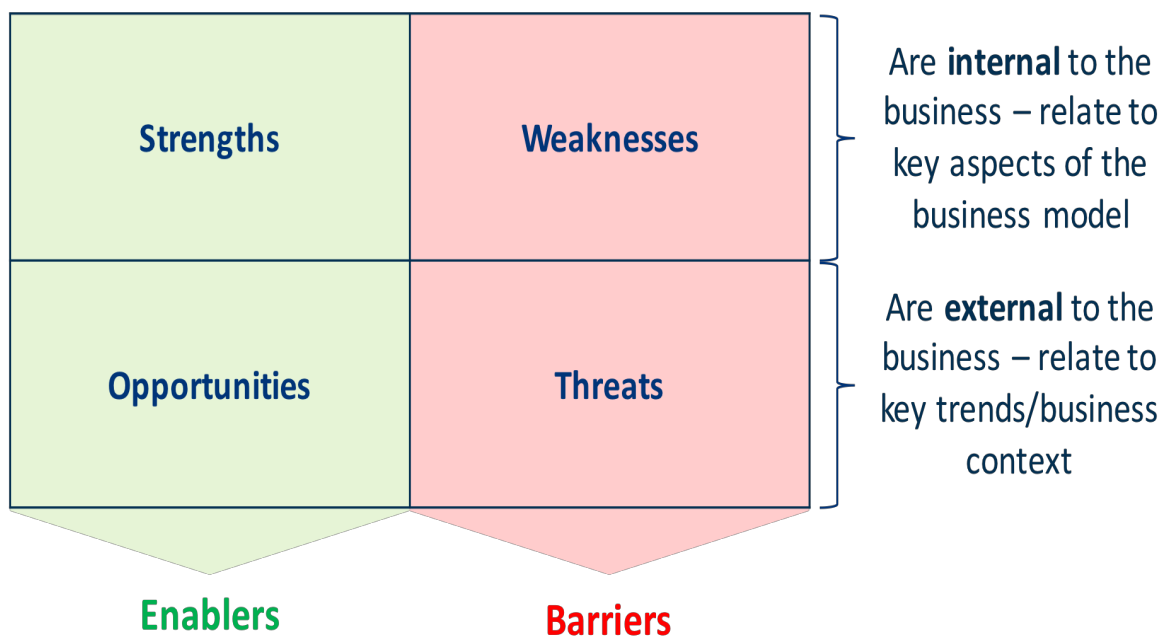 Strengths
Weaknesses
Are internal to the
business – relate to
key aspects of the
business model
Opportunities
Threats
Are external to the
business – relate to
key trends/business
context
Enablers
Barriers